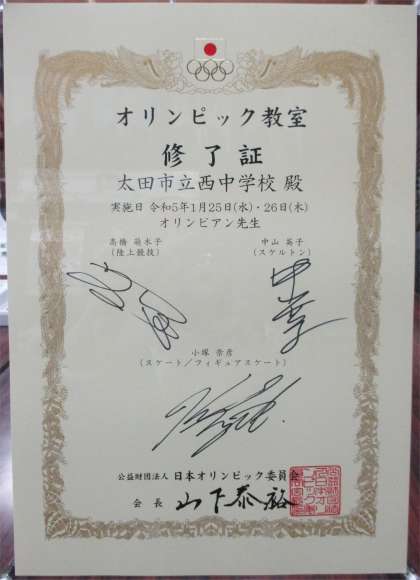 オリンピック教室
修了証
太田市立西中学校 殿
実施日 令和5年1月25日(水)・26日(木)
オリンピアン先生
高橋 萌木子
(陸上競技)
中山 英子
(スケルトン)
小塚 崇彦
(スケート/フィギュアスケート)
公益財団法人 日本オリンピック委員会
会長 山下泰裕